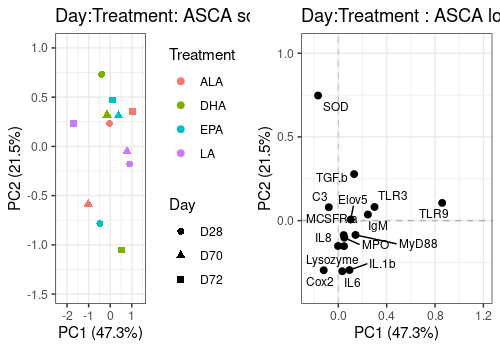 Day:Treatment: ASCA sc
PC2 (21.5%)
1.0
0.5
0.0
-0.5
-1.0
-1.5
-2
-1
0
1
PC1 (47.3%)
Treatment
ALA
DHA
EPA
LA
Day
D28
D70
D72
Day:Treatment : ASCA lo
PC2 (21.5%)
1.0
0.5
0.0
0.0
0.4
0.8
1.2
PC1 (47.3%)
SOD
TGF.b
C3
Elov5
TLR3
TLR9
MCSFR.a
IgM
IL8
MPO
MyD88
Lysozyme
IL.1b
Cox2
IL6